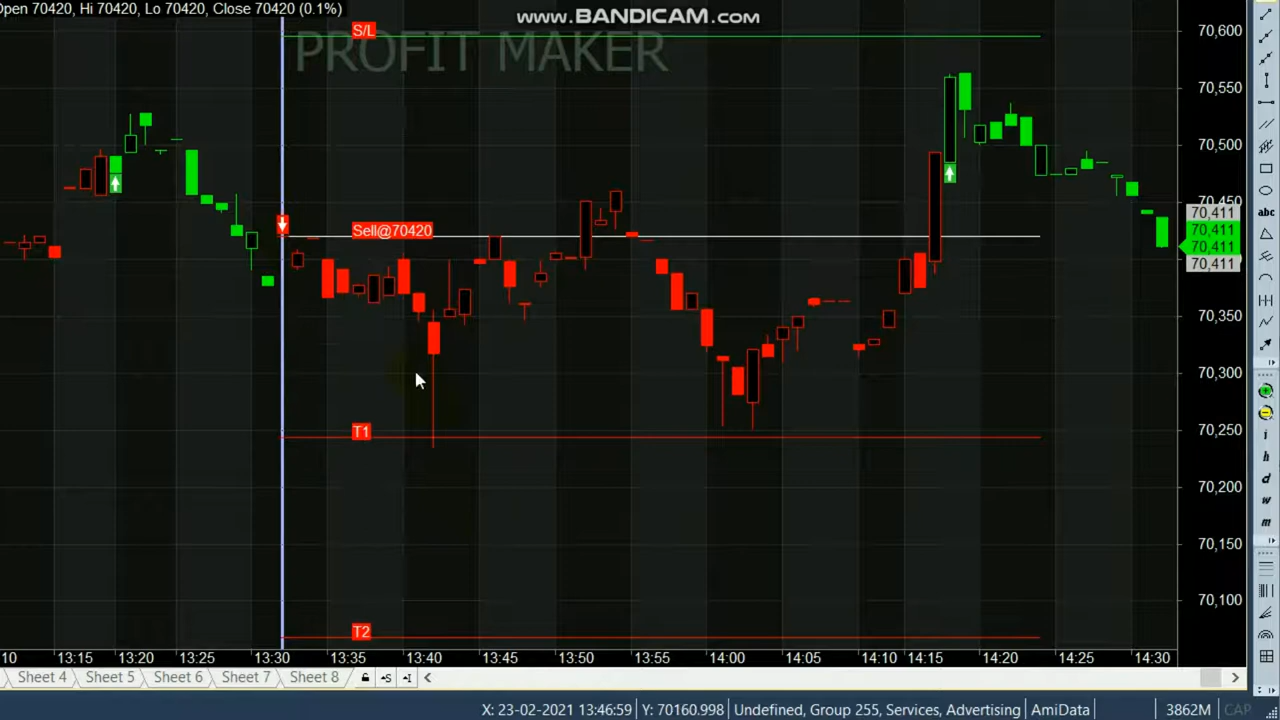 Open 70420, Hi 70420, Lo 70420, Close 70420 (0.1%)
www.BANDICAM.com
S/L
PROFIT MAKER
70,600
70,550
70,500
70,450
70,411
Sell@70420
70,411
70,411
70,411
70,350
70,300
T1
70,250
70,200
70,150
70,100
T2
10 13:15 13:20 13:25 13:30 13:35 13:40 13:45 13:50 13:55 14:00 14:05 14:10 14:15 14:20 14:25 14:30
Sheet 4 Sheet 5 Sheet 6 Sheet 7 Sheet 8
X: 23-02-2021 13:46:59 Y: 70160.998 Undefined, Group 255, Services, Advertising AmiData 3862M CAP
abc
i
h
d
w
m